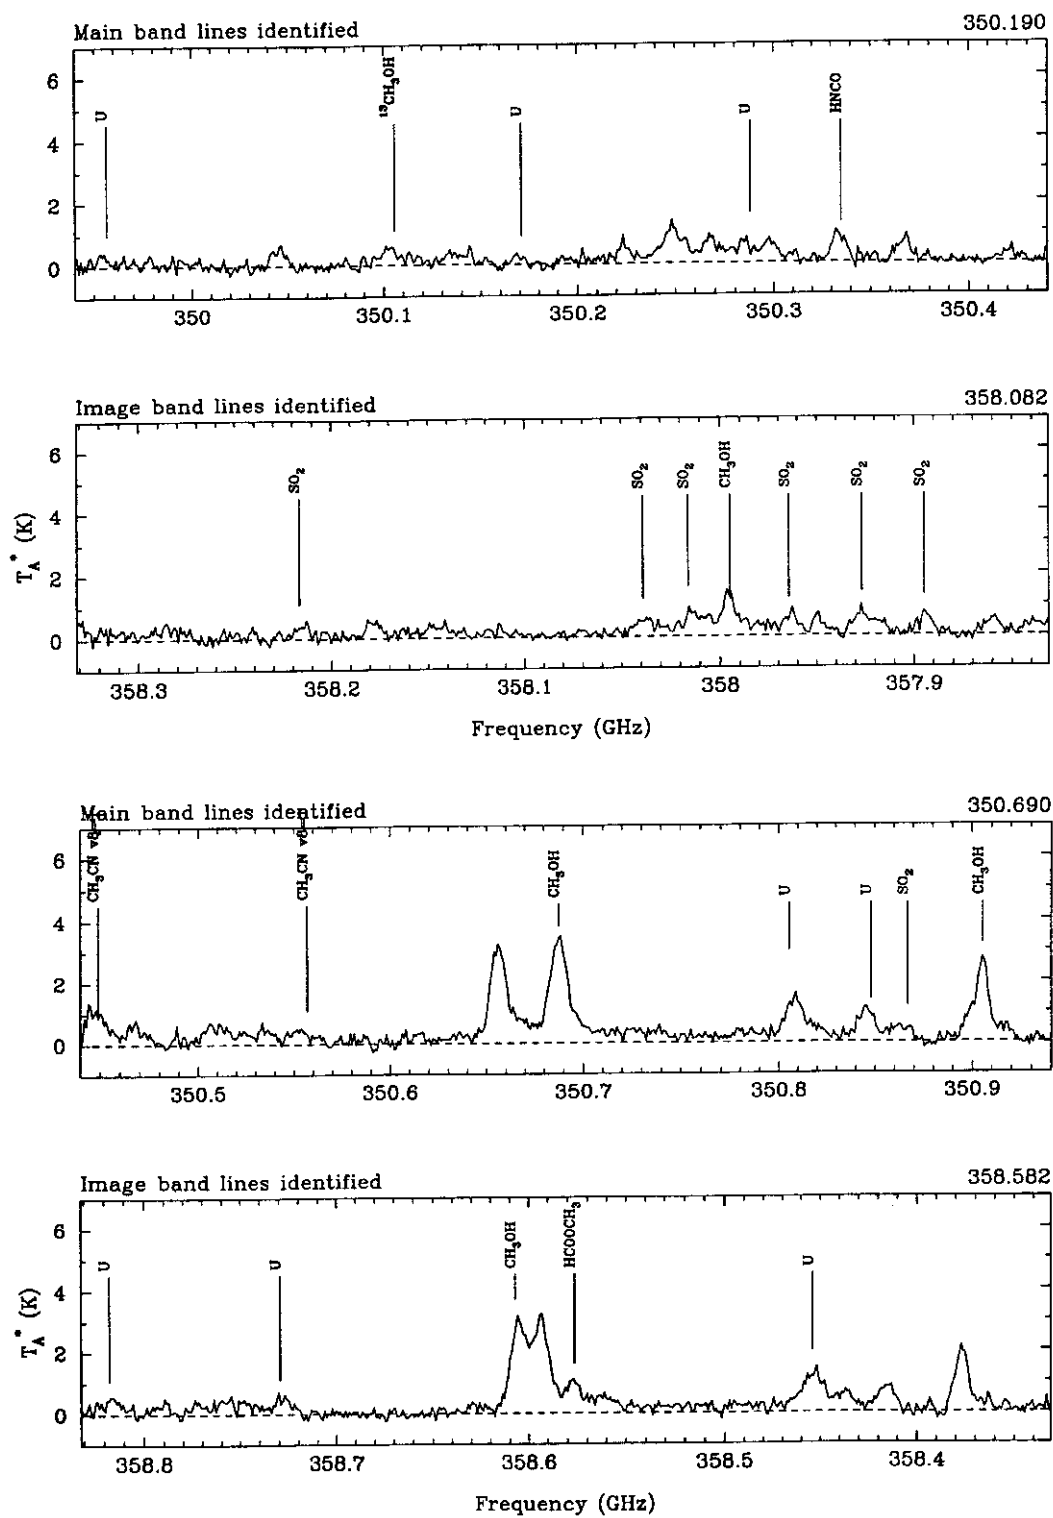 Main band lines identified 350.190
U ¹³CH₃OH U U HNCO
6
4
2
0
350 350.1 350.2 350.3 350.4
Image band lines identified 358.082
SO₂ SO₂ SO₂ CH₃OH SO₂ SO₂ SO₂
6
4
2
0
T_A* (K)
358.3 358.2 358.1 358 357.9
Frequency (GHz)
Main band lines identified 350.690
CH₃CN v8 CH₃CN v8 CH₃OH U U SO₂ CH₃OH
6
4
2
0
350.5 350.6 350.7 350.8 350.9
Image band lines identified 358.582
U U CH₃OH HCOOCH₃ U
6
4
2
0
T_A* (K)
358.8 358.7 358.6 358.5 358.4
Frequency (GHz)